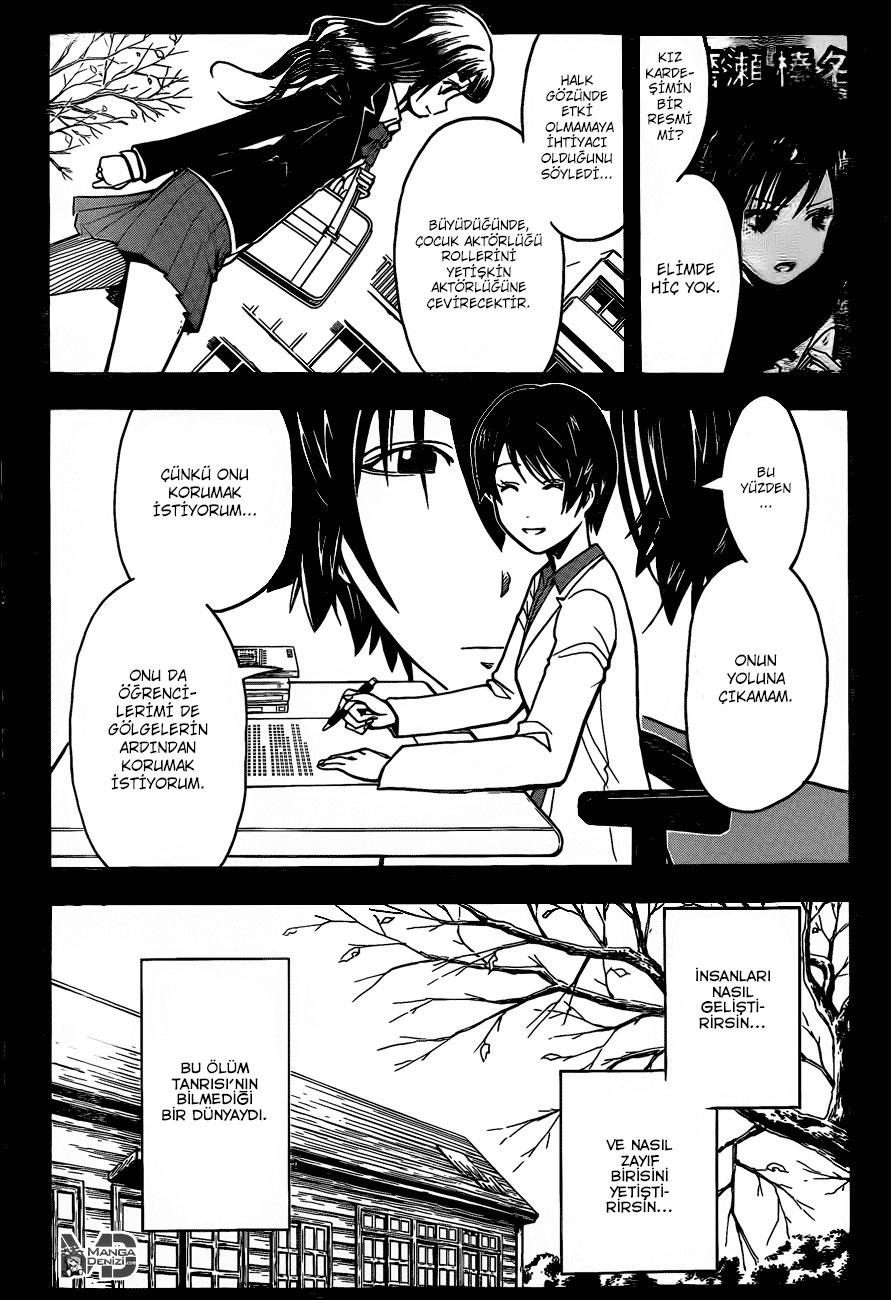 KIZ
KARDE-
ŞİMİN
BİR
RESMİ
Mİ?
ELİMDE
HİÇ YOK.
HALK
GÖZÜNDE
ETKİ
OLMAMAYA
İHTİYACI
OLDUĞUNU
SÖYLEDİ...
BÜYÜDÜĞÜNDE,
ÇOCUK AKTÖRLÜĞÜ
ROLLERİNİ
YETİŞKİN
AKTÖRLÜĞÜNE
ÇEVİRECEKTİR.
BU
YÜZDEN
...
ONUN
YOLUNA
ÇIKAMAM.
ÇÜNKÜ ONU
KORUMAK
İSTİYORUM...
ONU DA
ÖĞRENCİ-
LERİMİ DE
GÖLGELERİN
ARDINDAN
KORUMAK
İSTİYORUM.
İNSANLARI
NASIL
GELİŞTİ-
RİRSİN...
VE NASIL
ZAYIF
BİRİSİNİ
YETİŞTİ-
RİRSİN...
BU ÖLÜM
TANRISI'NIN
BİLMEDİĞİ
BİR DÜNYAYDI.
MANGA
DENİZİ.com